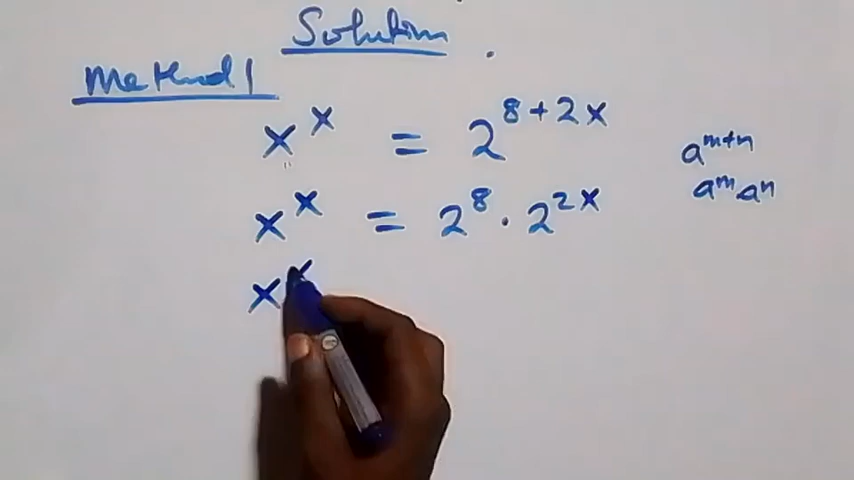 Solution .
Method 1
x^x = 2^(8+2x)
a^(m+n)
a^m a^n
x^x = 2^8 · 2^(2x)
x^x